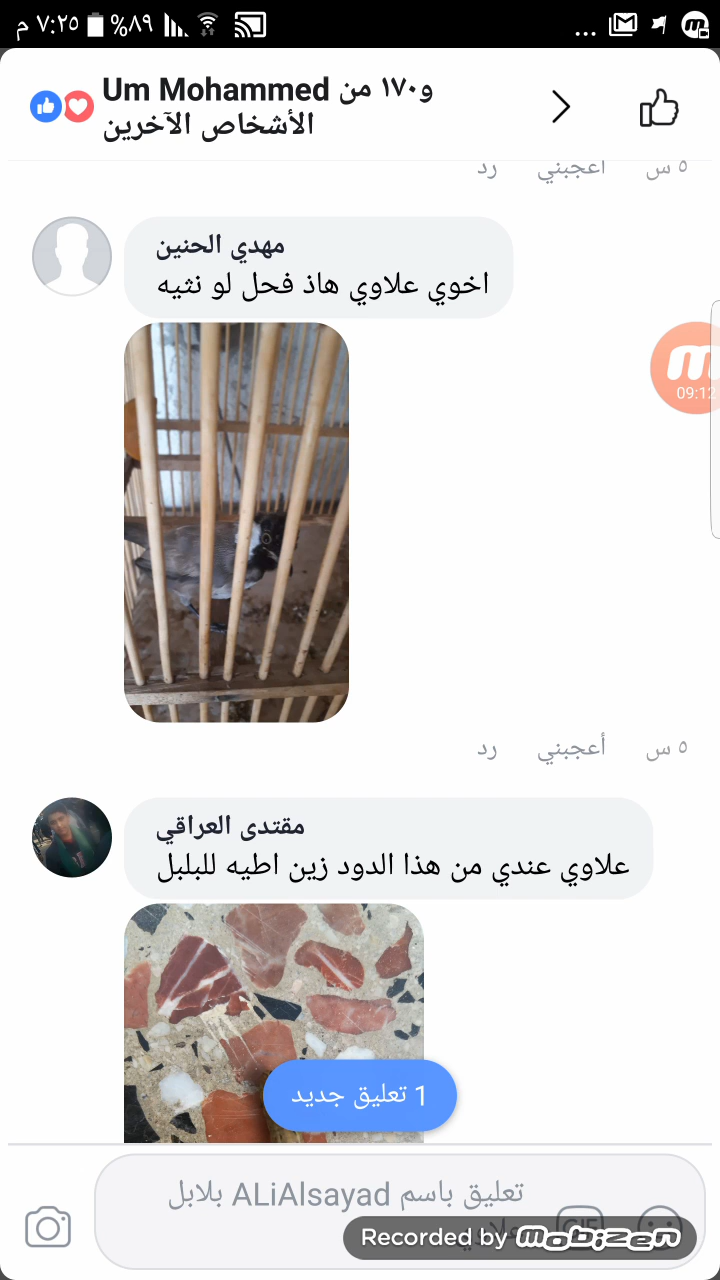 م ٧:٢٥ %٨٩
Um Mohammed و١٧٠ من
الأشخاص الآخرين
٥ س أعجبني رد
مهدي الحنين
اخوي علاوي هاذ فحل لو نثيه
09:12
٥ س أعجبني رد
مقتدى العراقي
علاوي عندي من هذا الدود زين اطيه للبلبل
1 تعليق جديد
تعليق باسم ALiAlsayad بلابل
GIF
Recorded by mobizen